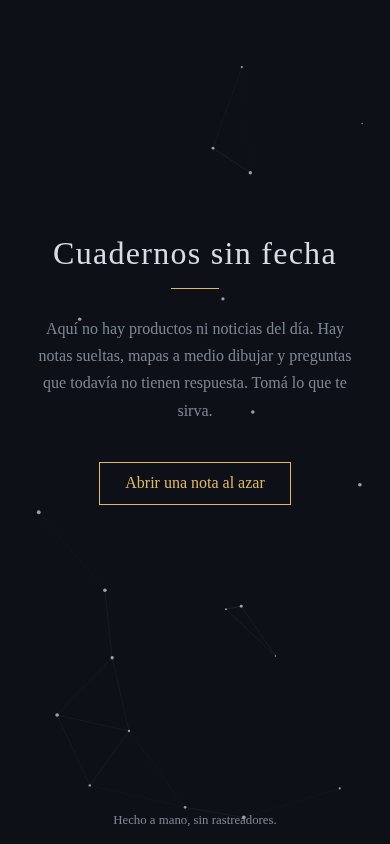 Cuadernos sin fecha
Aquí no hay productos ni noticias del día. Hay
notas sueltas, mapas a medio dibujar y preguntas
que todavía no tienen respuesta. Tomá lo que te
sirva.
Abrir una nota al azar
Hecho a mano, sin rastreadores.